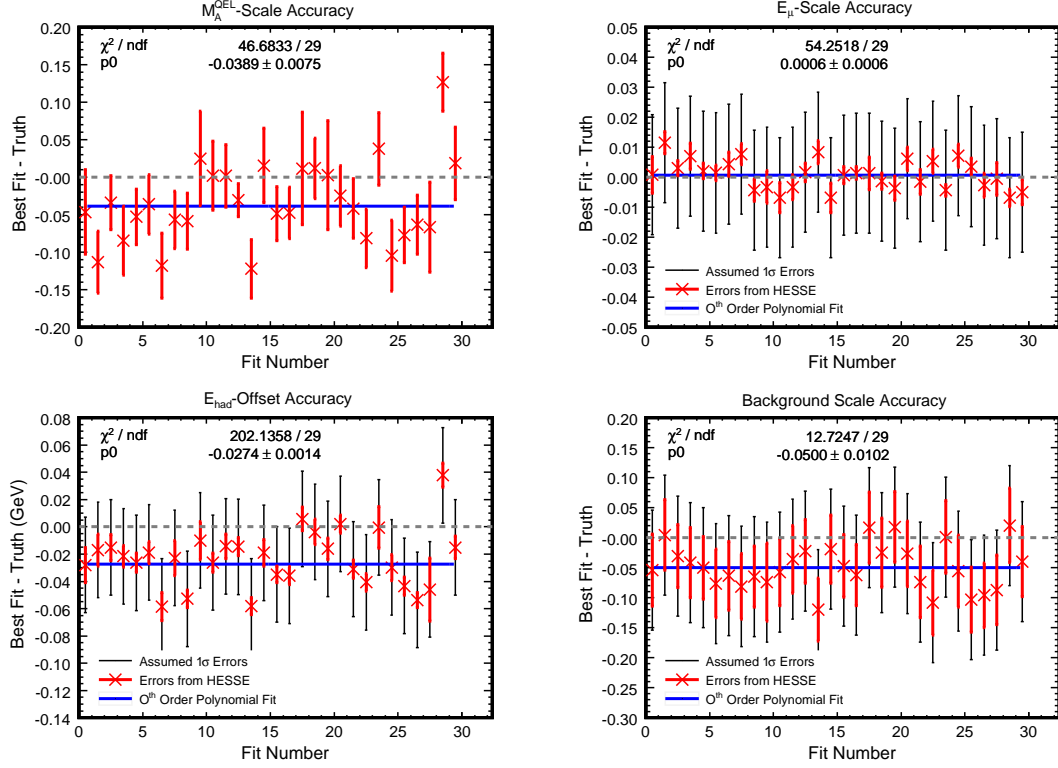 M_A^QEL-Scale Accuracy
χ² / ndf 46.6833 / 29
p0 -0.0389 ± 0.0075
Best Fit - Truth
0.20
0.15
0.10
0.05
0.00
-0.05
-0.10
-0.15
-0.20
0 5 10 15 20 25 30
Fit Number
E_μ-Scale Accuracy
χ² / ndf 54.2518 / 29
p0 0.0006 ± 0.0006
Best Fit - Truth
0.05
0.04
0.03
0.02
0.01
0.00
-0.01
-0.02
-0.03
-0.04
-0.05
Assumed 1σ Errors
Errors from HESSE
O^th Order Polynomial Fit
0 5 10 15 20 25 30
Fit Number
E_had-Offset Accuracy
χ² / ndf 202.1358 / 29
p0 -0.0274 ± 0.0014
Best Fit - Truth (GeV)
0.08
0.06
0.04
0.02
0.00
-0.02
-0.04
-0.06
-0.08
-0.10
-0.12
-0.14
Assumed 1σ Errors
Errors from HESSE
O^th Order Polynomial Fit
0 5 10 15 20 25 30
Fit Number
Background Scale Accuracy
χ² / ndf 12.7247 / 29
p0 -0.0500 ± 0.0102
Best Fit - Truth
0.20
0.15
0.10
0.05
-0.00
-0.05
-0.10
-0.15
-0.20
-0.25
-0.30
Assumed 1σ Errors
Errors from HESSE
O^th Order Polynomial Fit
0 5 10 15 20 25 30
Fit Number